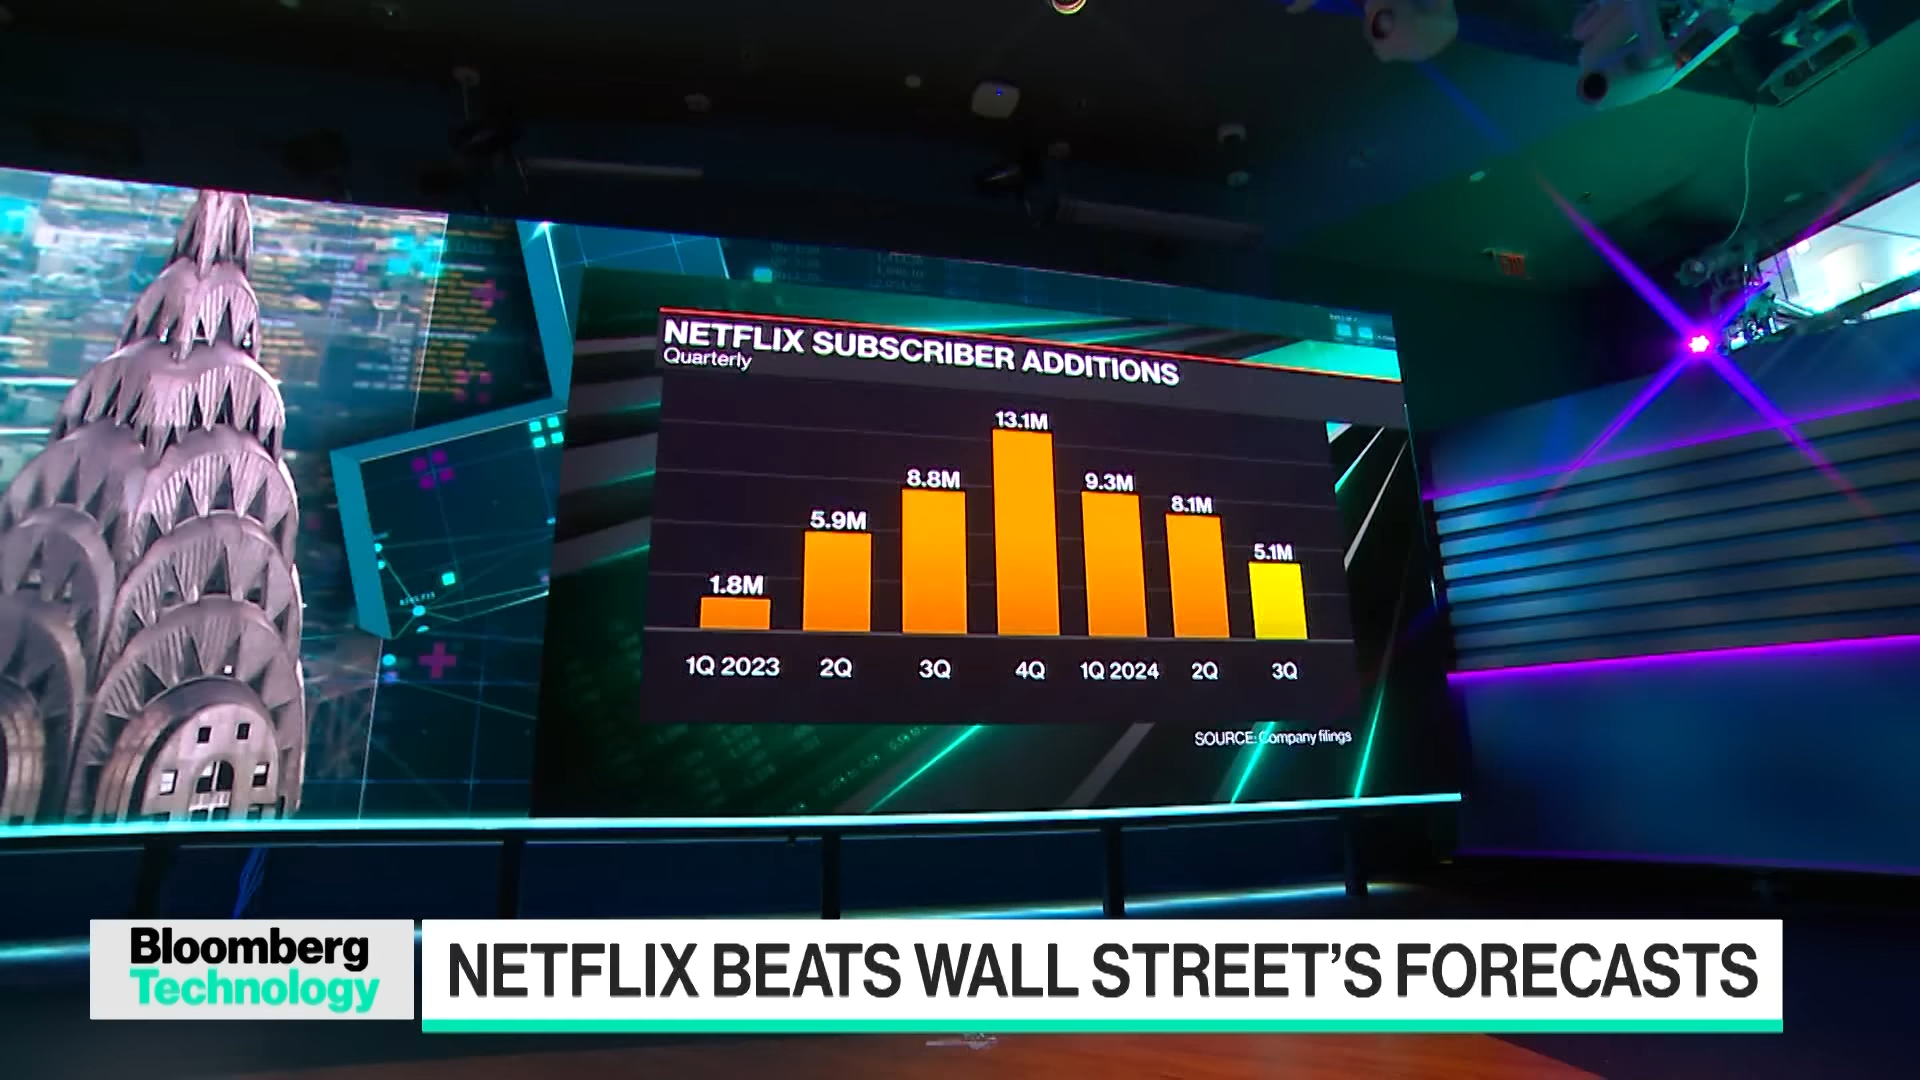 NETFLIX SUBSCRIBER ADDITIONS
Quarterly
13.1M
8.8M
9.3M
8.1M
5.9M
5.1M
1.8M
1Q 2023 2Q 3Q 4Q 1Q 2024 2Q 3Q
SOURCE: Company filings
Bloomberg
Technology
NETFLIX BEATS WALL STREET'S FORECASTS